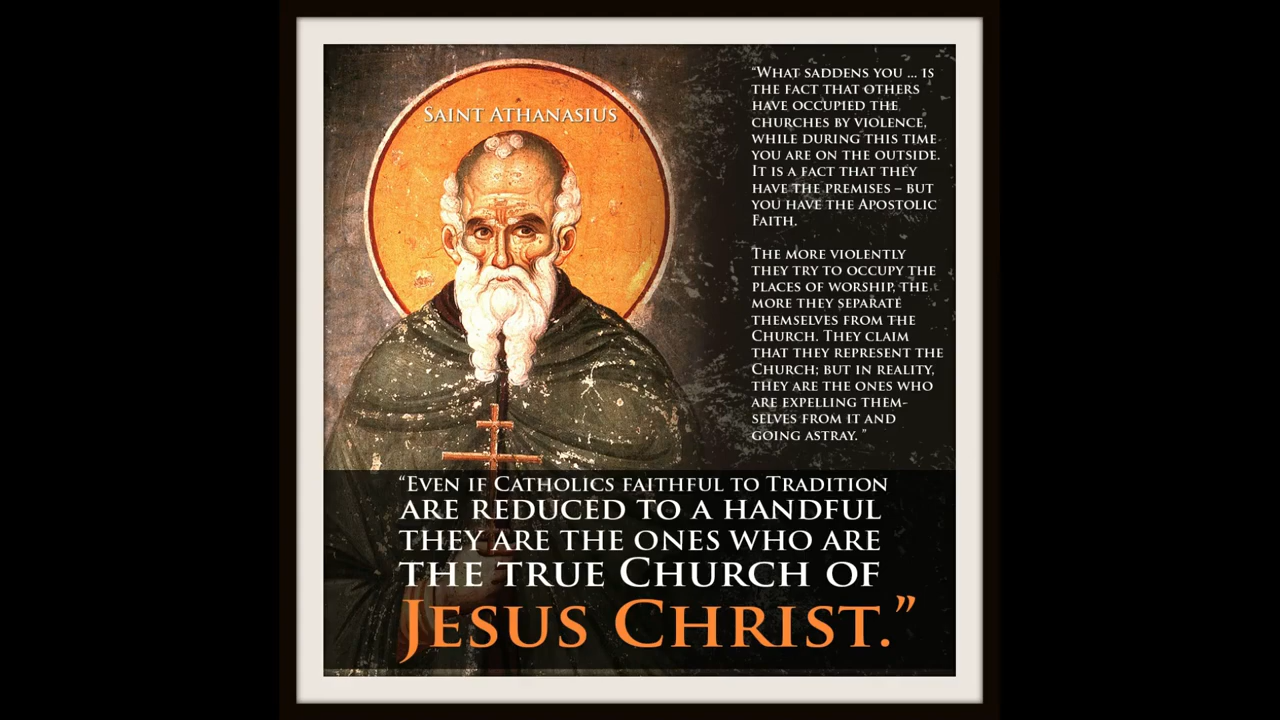 SAINT ATHANASIUS
“WHAT SADDENS YOU ... IS
THE FACT THAT OTHERS
HAVE OCCUPIED THE
CHURCHES BY VIOLENCE,
WHILE DURING THIS TIME
YOU ARE ON THE OUTSIDE.
IT IS A FACT THAT THEY
HAVE THE PREMISES – BUT
YOU HAVE THE APOSTOLIC
FAITH.
THE MORE VIOLENTLY
THEY TRY TO OCCUPY THE
PLACES OF WORSHIP, THE
MORE THEY SEPARATE
THEMSELVES FROM THE
CHURCH. THEY CLAIM
THAT THEY REPRESENT THE
CHURCH; BUT IN REALITY,
THEY ARE THE ONES WHO
ARE EXPELLING THEM-
SELVES FROM IT AND
GOING ASTRAY. ”
“EVEN IF CATHOLICS FAITHFUL TO TRADITION
ARE REDUCED TO A HANDFUL
THEY ARE THE ONES WHO ARE
THE TRUE CHURCH OF
JESUS CHRIST.”